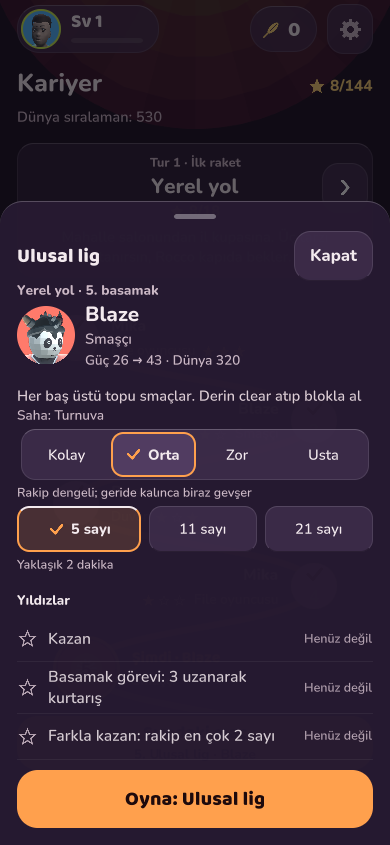 Sv 1
0
Kariyer
8/144
Dünya sıralaman: 530
Tur 1 · İlk raket
Yerel yol
Ulusal lig
Kapat
Yerel yol · 5. basamak
Blaze
Smaşçı
Güç 26 → 43 · Dünya 320
Her baş üstü topu smaçlar. Derin clear atıp blokla al
Saha: Turnuva
Kolay
Orta
Zor
Usta
Rakip dengeli; geride kalınca biraz gevşer
5 sayı
11 sayı
21 sayı
Yaklaşık 2 dakika
Yıldızlar
Kazan
Henüz değil
Basamak görevi: 3 uzanarak
kurtarış
Henüz değil
Farkla kazan: rakip en çok 2 sayı
Henüz değil
Oyna: Ulusal lig